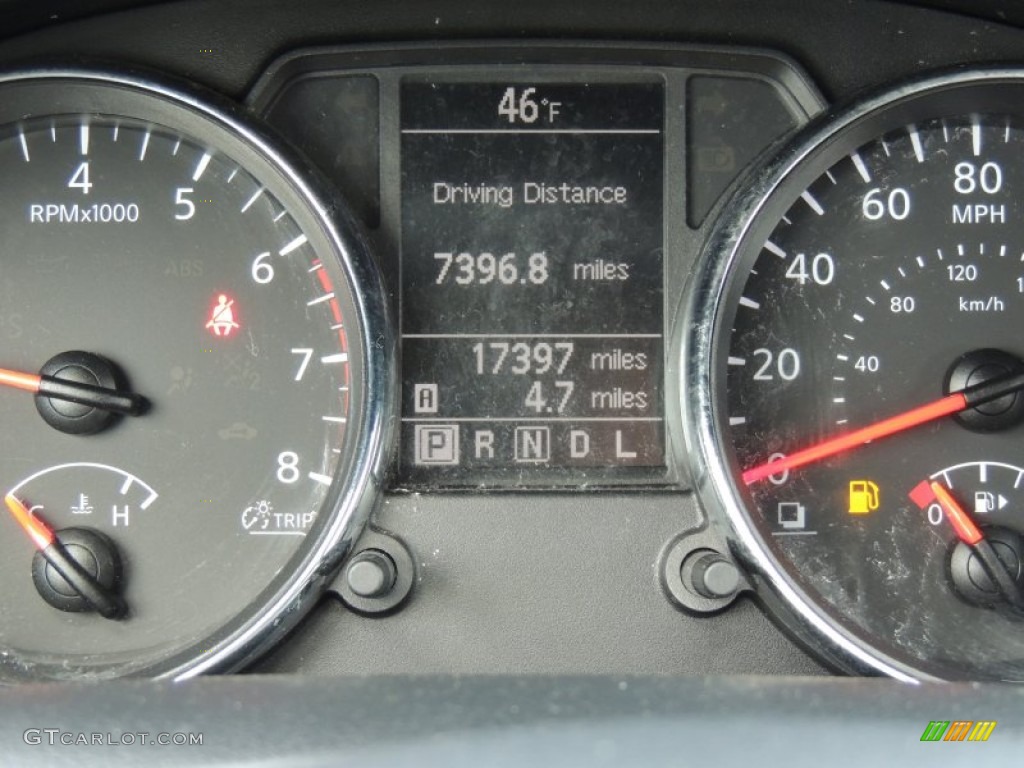 46°F
Driving Distance
7396.8 miles
17397 miles
A 4.7 miles
P R N D L
4
5
6
7
8
RPMx1000
ABS
C H
TRIP
0
20
40
60
80
MPH
40
80
120
km/h
0
GTCARLOT.COM